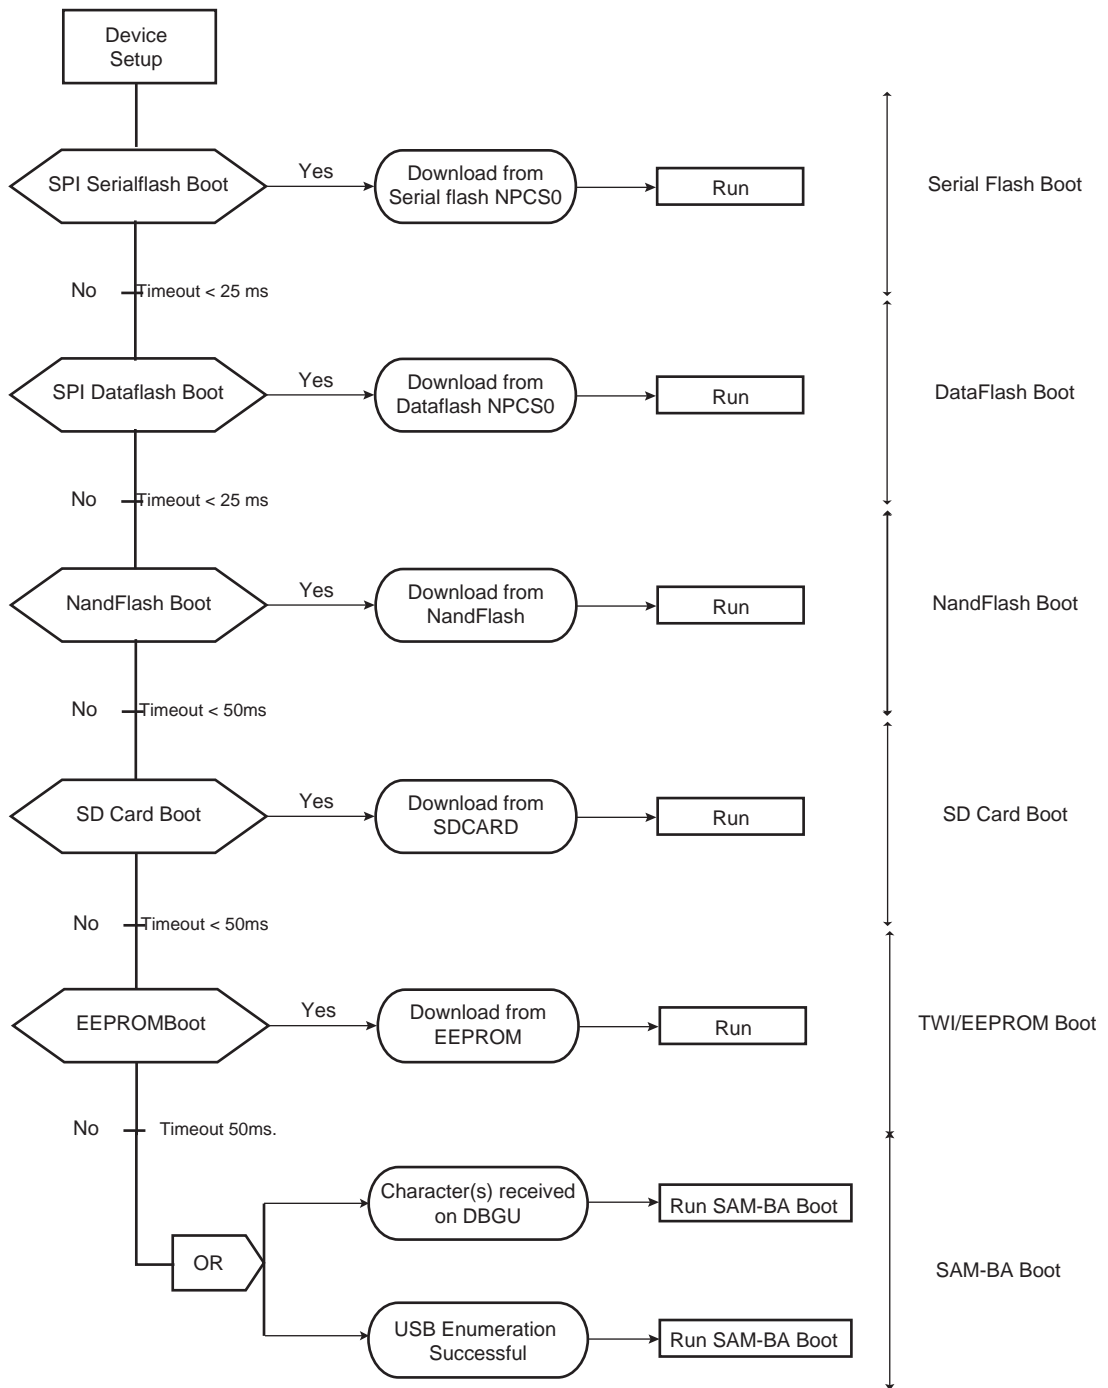 Device
Setup
SPI Serialflash Boot
Yes
Download from
Serial flash NPCS0
Run
Serial Flash Boot
No
Timeout < 25 ms
SPI Dataflash Boot
Yes
Download from
Dataflash NPCS0
Run
DataFlash Boot
No
Timeout < 25 ms
NandFlash Boot
Yes
Download from
NandFlash
Run
NandFlash Boot
No
Timeout < 50ms
SD Card Boot
Yes
Download from
SDCARD
Run
SD Card Boot
No
Timeout < 50ms
EEPROMBoot
Yes
Download from
EEPROM
Run
TWI/EEPROM Boot
No
Timeout 50ms.
OR
Character(s) received
on DBGU
Run SAM-BA Boot
USB Enumeration
Successful
Run SAM-BA Boot
SAM-BA Boot